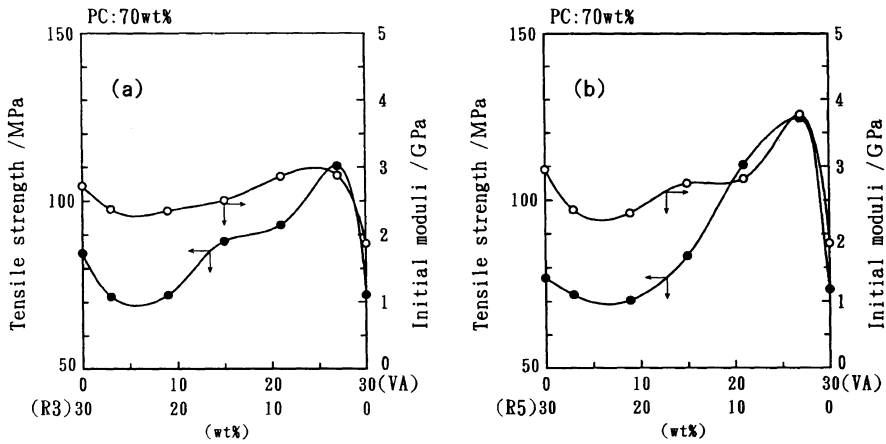 PC:70wt%
(a)
Tensile strength /MPa
150
100
50
5
4
3
2
1
0
Initial moduli /GPa
0 10 20 30(VA)
(R3)30 20 10 0
(wt%)
PC:70wt%
(b)
Tensile strength /MPa
150
100
50
5
4
3
2
1
0
Initial moduli /GPa
0 10 20 30(VA)
(R5)30 20 10 0
(wt%)